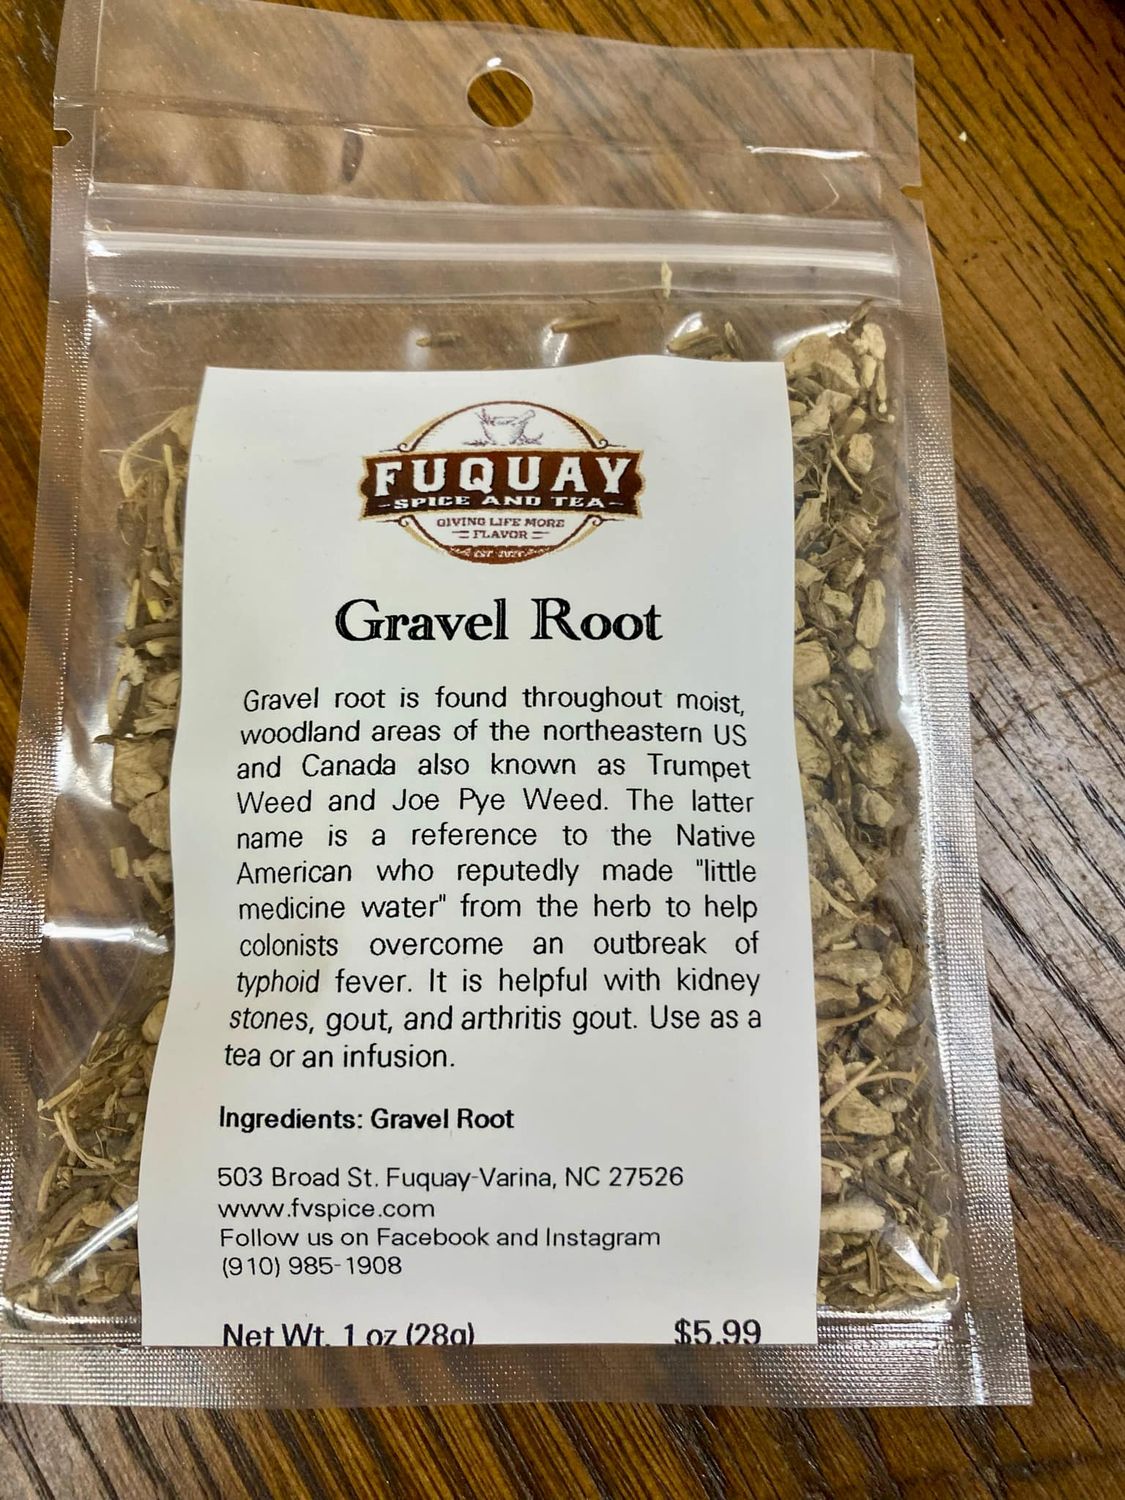 FUQUAY
-SPICE AND TEA-
GIVING LIFE MORE
FLAVOR
Gravel Root
Gravel root is found throughout moist,
woodland areas of the northeastern US
and Canada also known as Trumpet
Weed and Joe Pye Weed. The latter
name is a reference to the Native
American who reputedly made "little
medicine water" from the herb to help
colonists overcome an outbreak of
typhoid fever. It is helpful with kidney
stones, gout, and arthritis gout. Use as a
tea or an infusion.
Ingredients: Gravel Root
503 Broad St. Fuquay-Varina, NC 27526
www.fvspice.com
Follow us on Facebook and Instagram
(910) 985-1908
Net Wt. 1 oz (28g) $5.99